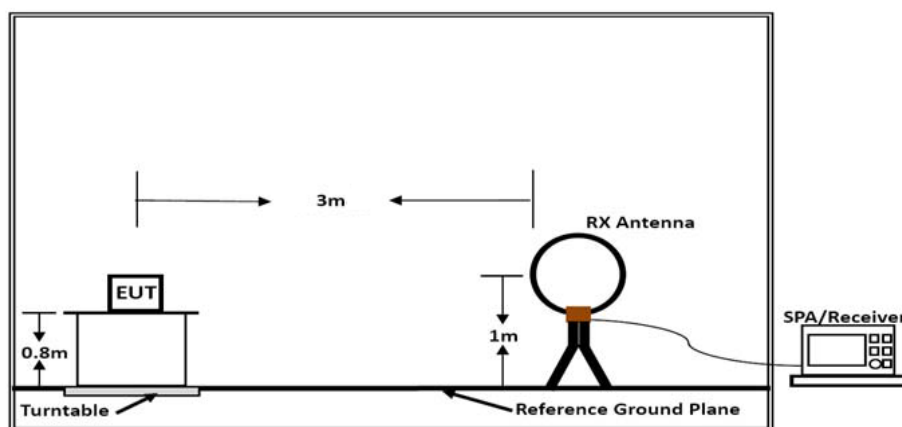 3m
RX Antenna
EUT
SPA/Receiver
0.8m
1m
Turntable
Reference Ground Plane